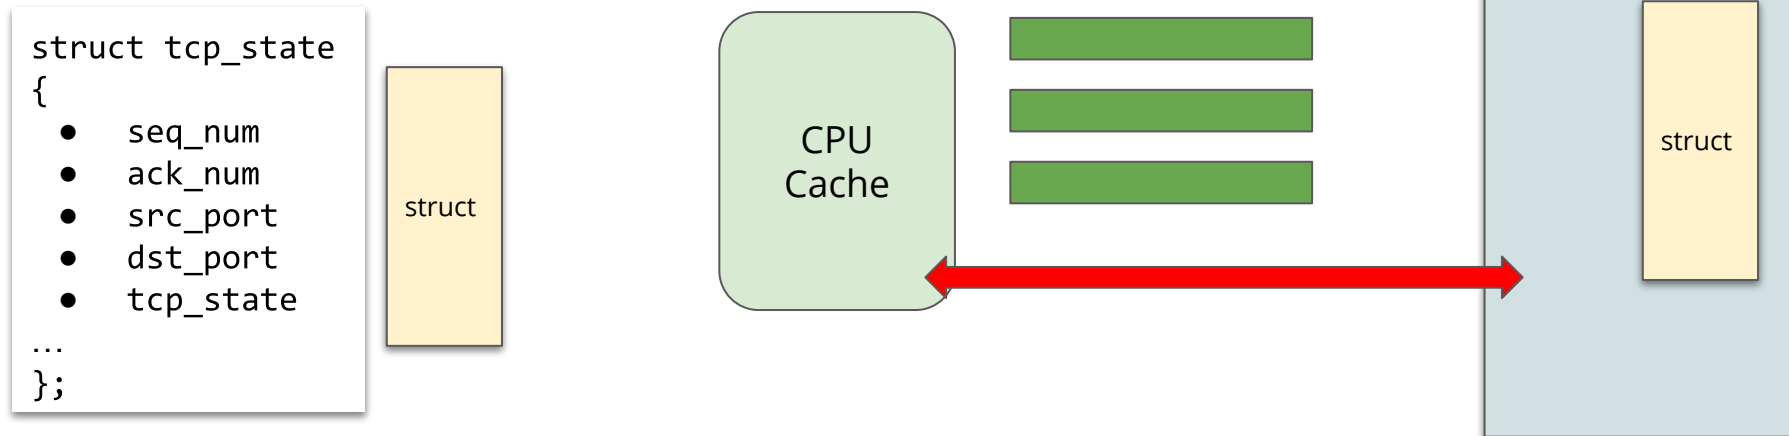 struct tcp_state
{
● seq_num
● ack_num
● src_port
● dst_port
● tcp_state
...
};
struct
CPU
Cache
struct